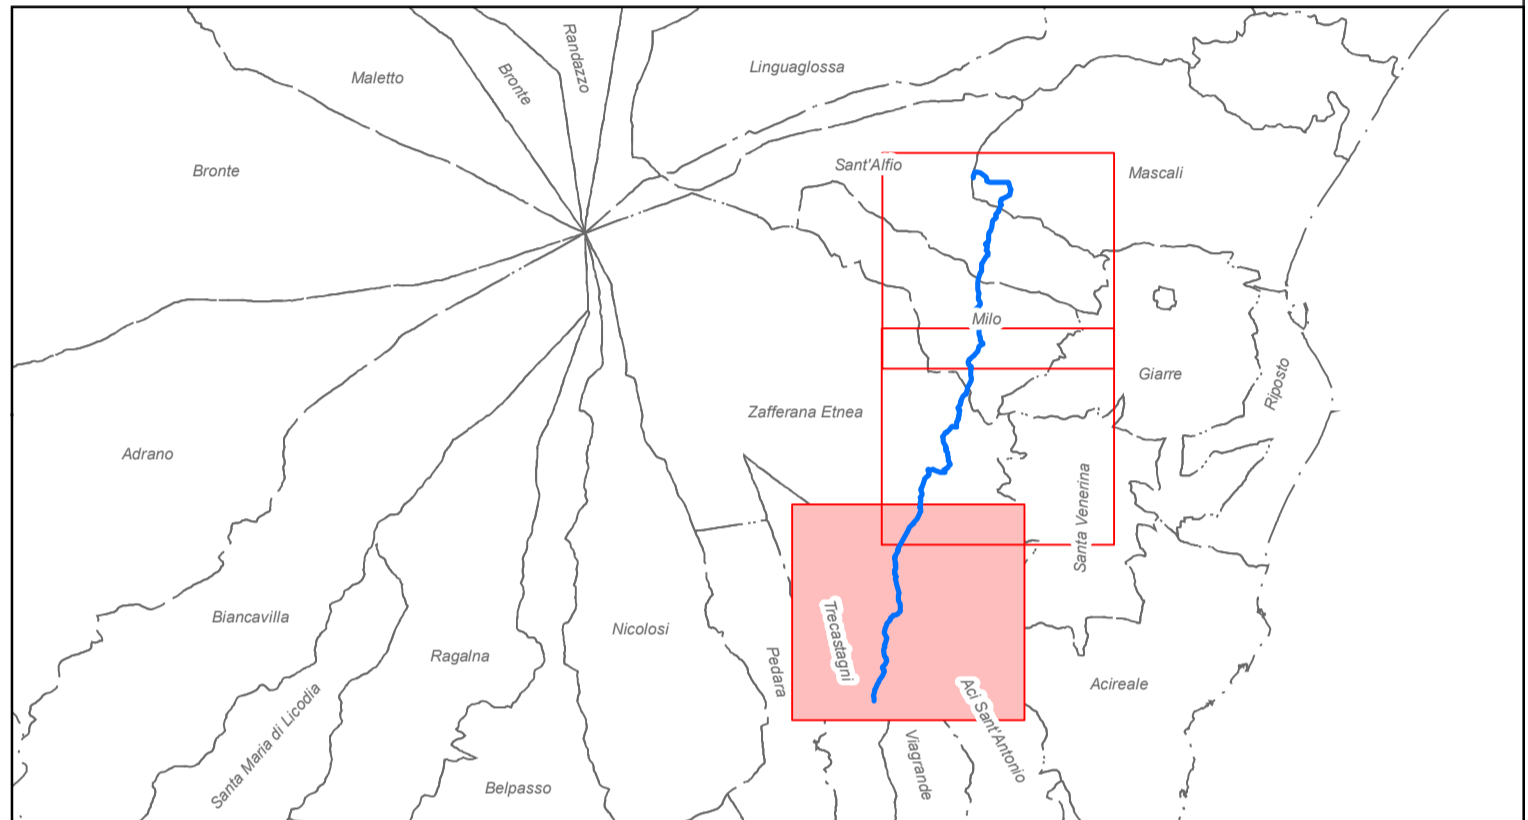 Randazzo
Linguaglossa
Maletto
Bronte
Sant'Alfio
Bronte
Mascali
Milo
Giarre
Riposto
Zafferana Etnea
Adrano
Santa Venerina
Biancavilla
Nicolosi
Trecastagni
Ragalna
Pedara
Acireale
Aci Sant'Antonio
Santa Maria di Licodia
Viagrande
Belpasso